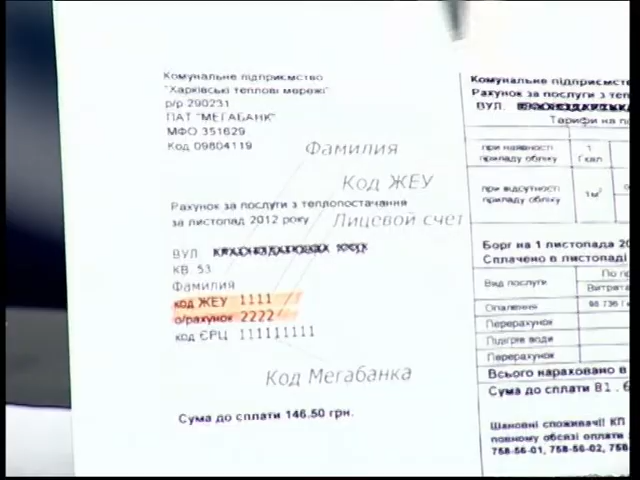 Комунальне підприємство
"Харківські теплові мережі"
р/р 290231
ПАТ "МЕГАБАНК"
МФО 351629
Код 09804119
Фамилия
Код ЖЕУ
Рахунок за послуги з теплопостачання
за листопад 2012 року
Лицевой счет
ВУЛ
КВ. 53
Фамилия
код ЖЕУ 1111
о/рахунок 2222
код ЄРЦ 111111111
Код Мегабанка
Сума до сплати 146.50 грн.
Комунальне підприємств
Рахунок за послуги з теп
ВУЛ.
Тарифи на
при наявності
приладу обліку
1
Гкал
при відсутності
приладу обліку
1м²
Борг на 1 листопада 20
Сплачено в листопаді
Вид послуги
По пр
Витрата
Опалення
Перерахунок
Підігрів води
Перерахунок
Всього нараховано в
Сума до сплати 81.6
Шановні споживачі! КП
повному обсязі оплати
758-56-01, 758-56-02, 758